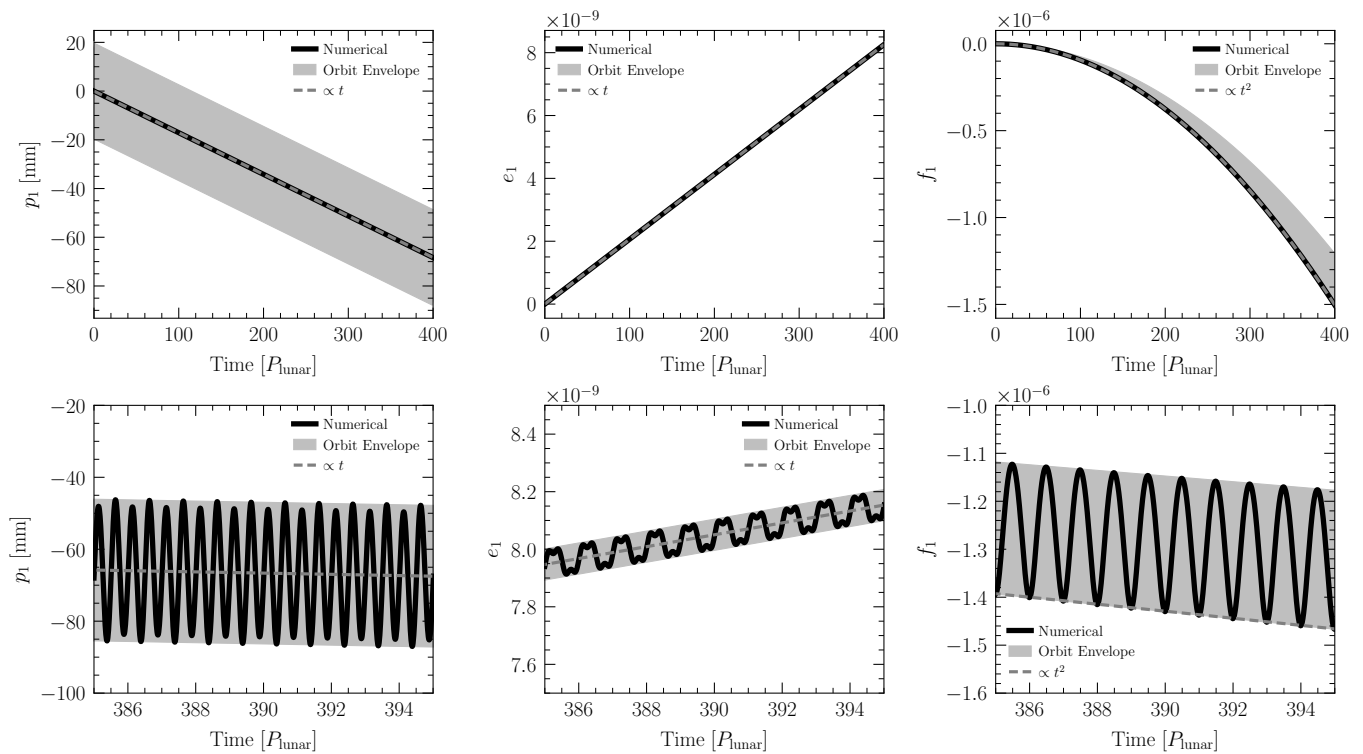 ×10⁻⁹
×10⁻⁶
20
0
−20
−40
−60
−80
p₁ [mm]
Numerical
Orbit Envelope
∝ t
0 100 200 300 400
Time [P_lunar]
8
6
4
2
0
e₁
Numerical
Orbit Envelope
∝ t
0 100 200 300 400
Time [P_lunar]
0.0
−0.5
−1.0
−1.5
f₁
Numerical
Orbit Envelope
∝ t²
0 100 200 300 400
Time [P_lunar]
×10⁻⁹
×10⁻⁶
−20
−40
−60
−80
−100
p₁ [mm]
Numerical
Orbit Envelope
∝ t
386 388 390 392 394
Time [P_lunar]
8.4
8.2
8.0
7.8
7.6
e₁
Numerical
Orbit Envelope
∝ t
386 388 390 392 394
Time [P_lunar]
−1.0
−1.1
−1.2
−1.3
−1.4
−1.5
−1.6
f₁
Numerical
Orbit Envelope
∝ t²
386 388 390 392 394
Time [P_lunar]